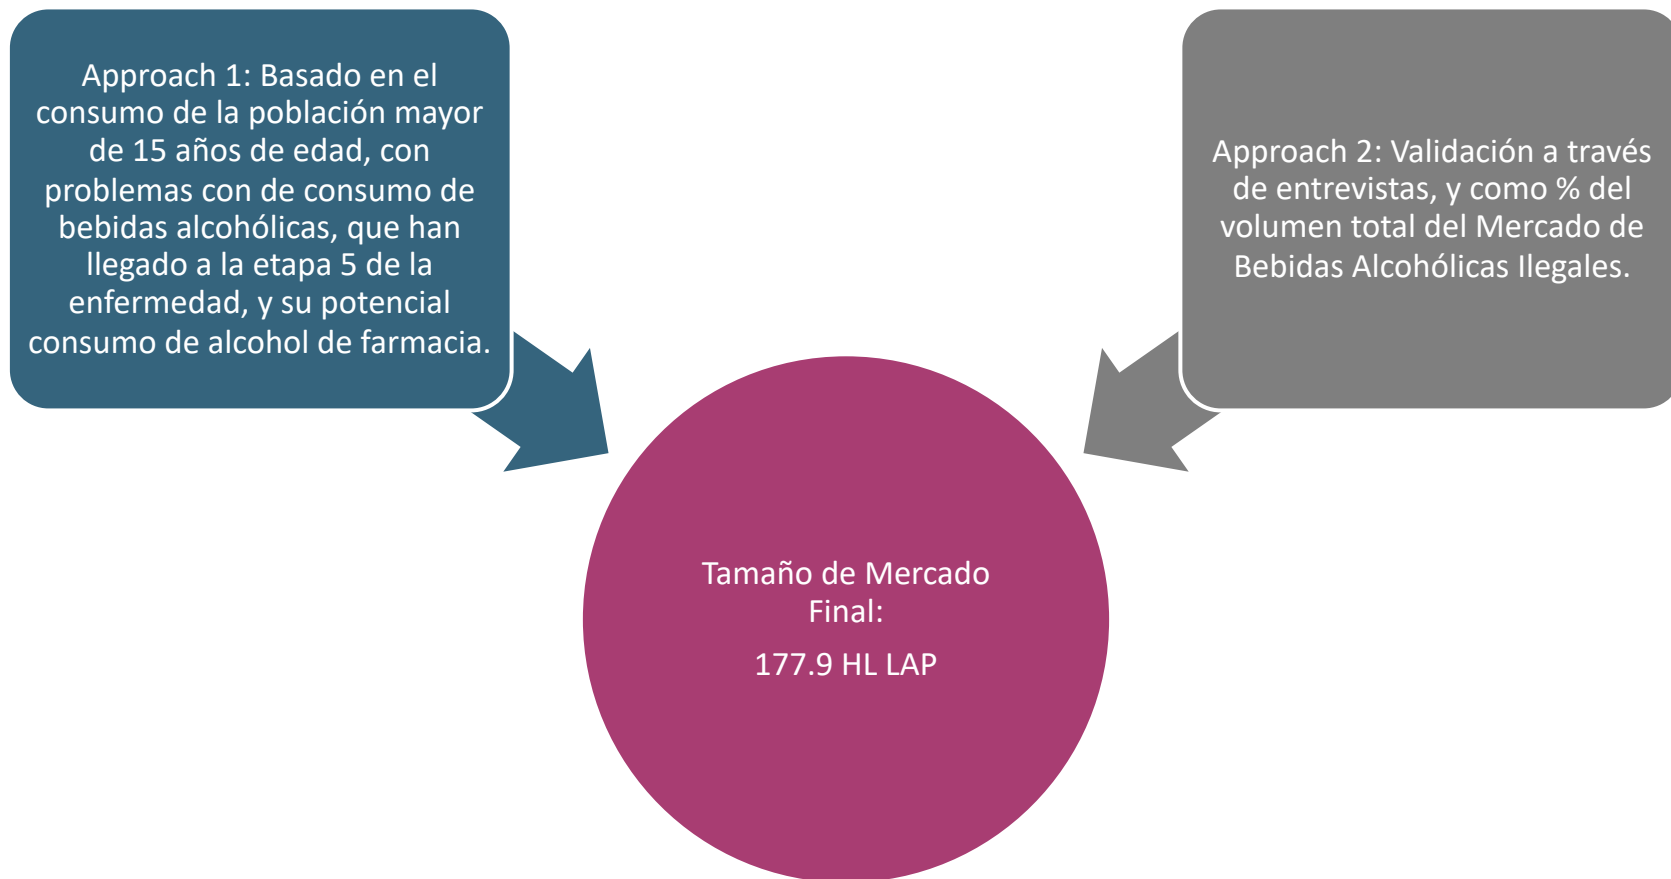 Approach 1: Basado en el
consumo de la población mayor
de 15 años de edad, con
problemas con de consumo de
bebidas alcohólicas, que han
llegado a la etapa 5 de la
enfermedad, y su potencial
consumo de alcohol de farmacia.
Approach 2: Validación a través
de entrevistas, y como % del
volumen total del Mercado de
Bebidas Alcohólicas Ilegales.
Tamaño de Mercado
Final:
177.9 HL LAP